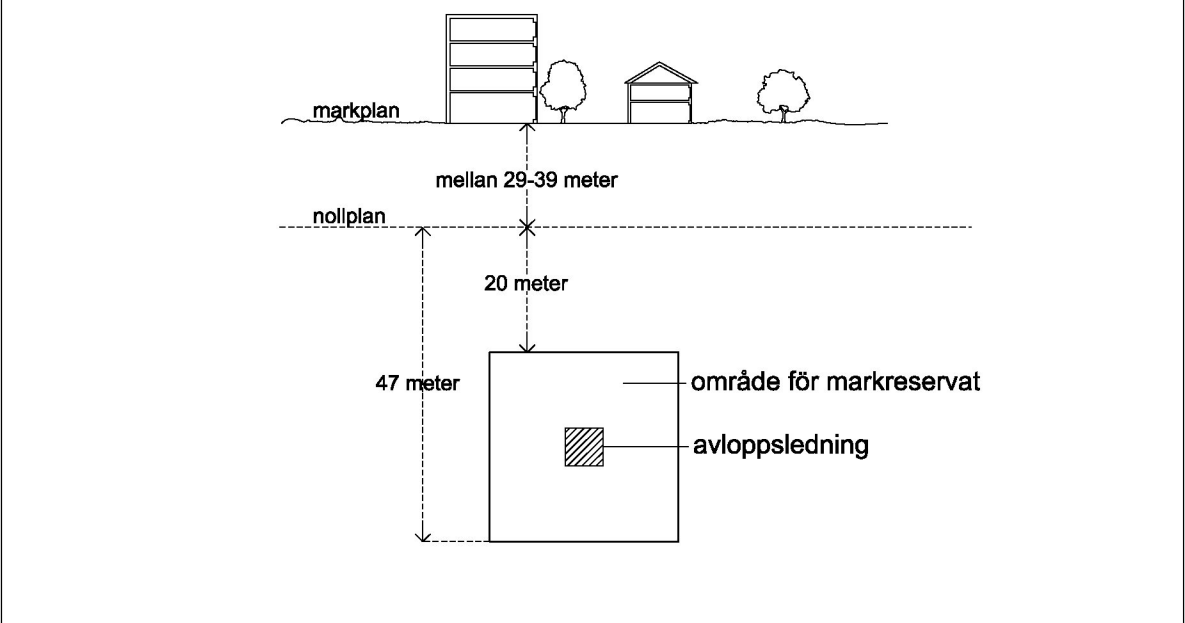 markplan
mellan 29-39 meter
nollplan
20 meter
47 meter
område för markreservat
avloppsledning